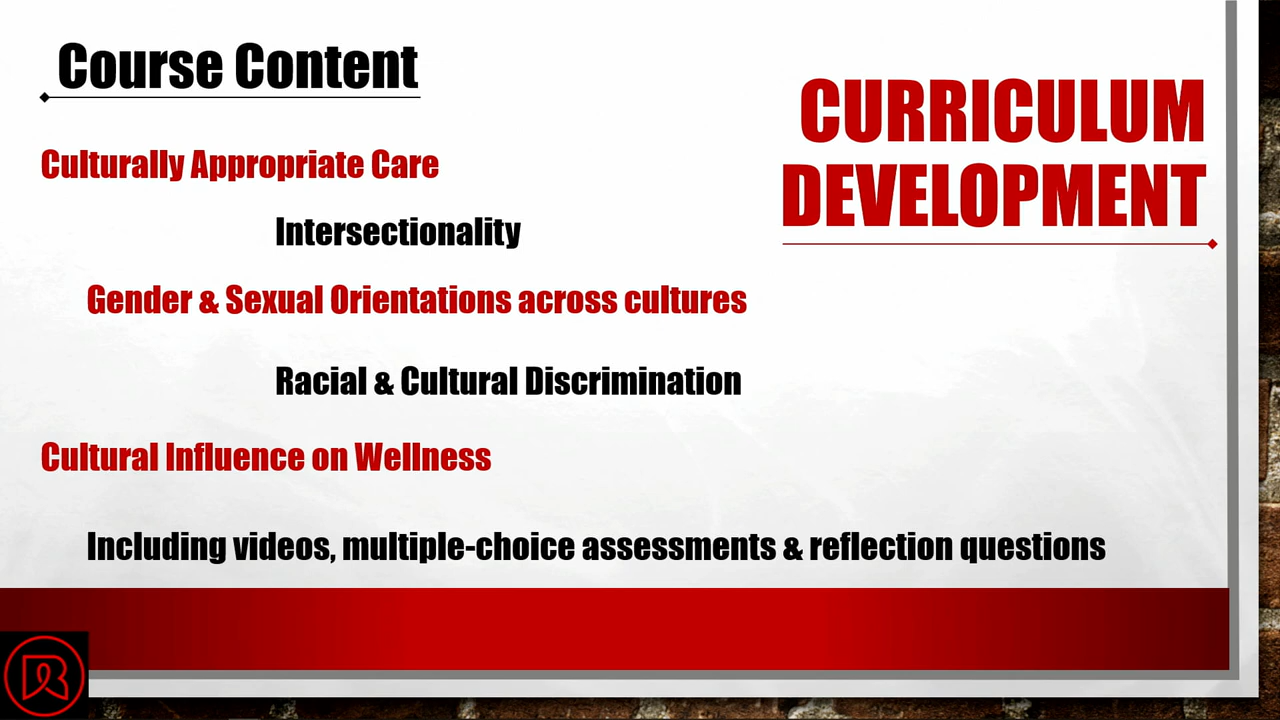 Course Content
CURRICULUM
DEVELOPMENT
Culturally Appropriate Care
Intersectionality
Gender & Sexual Orientations across cultures
Racial & Cultural Discrimination
Cultural Influence on Wellness
Including videos, multiple-choice assessments & reflection questions